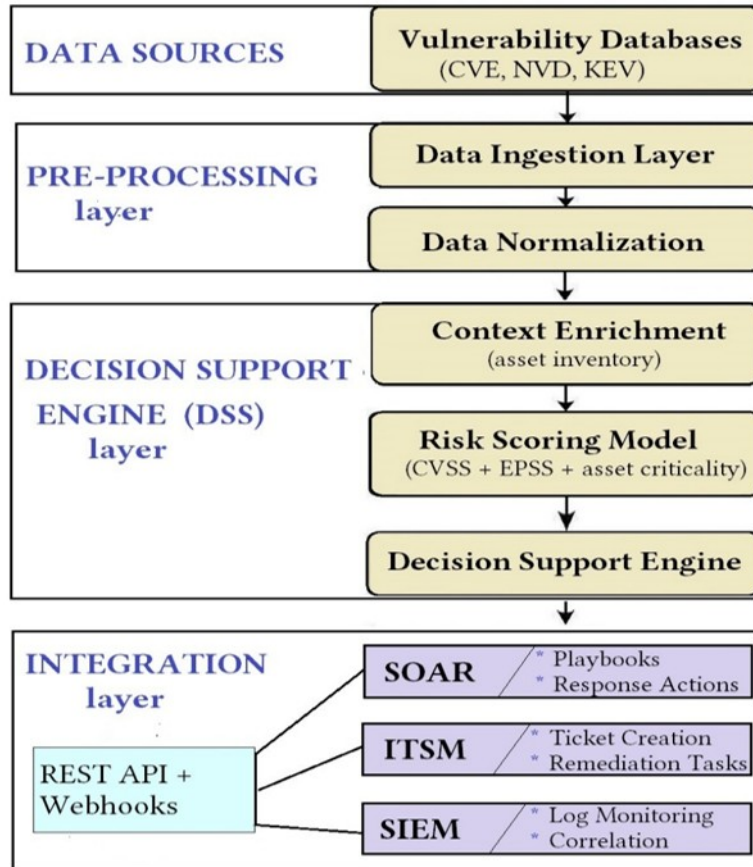 DATA SOURCES
Vulnerability Databases
(CVE, NVD, KEV)
PRE-PROCESSING
layer
Data Ingestion Layer
Data Normalization
DECISION SUPPORT
ENGINE (DSS)
layer
Context Enrichment
(asset inventory)
Risk Scoring Model
(CVSS + EPSS + asset criticality)
Decision Support Engine
INTEGRATION
layer
REST API +
Webhooks
SOAR
* Playbooks
* Response Actions
ITSM
* Ticket Creation
* Remediation Tasks
SIEM
* Log Monitoring
* Correlation